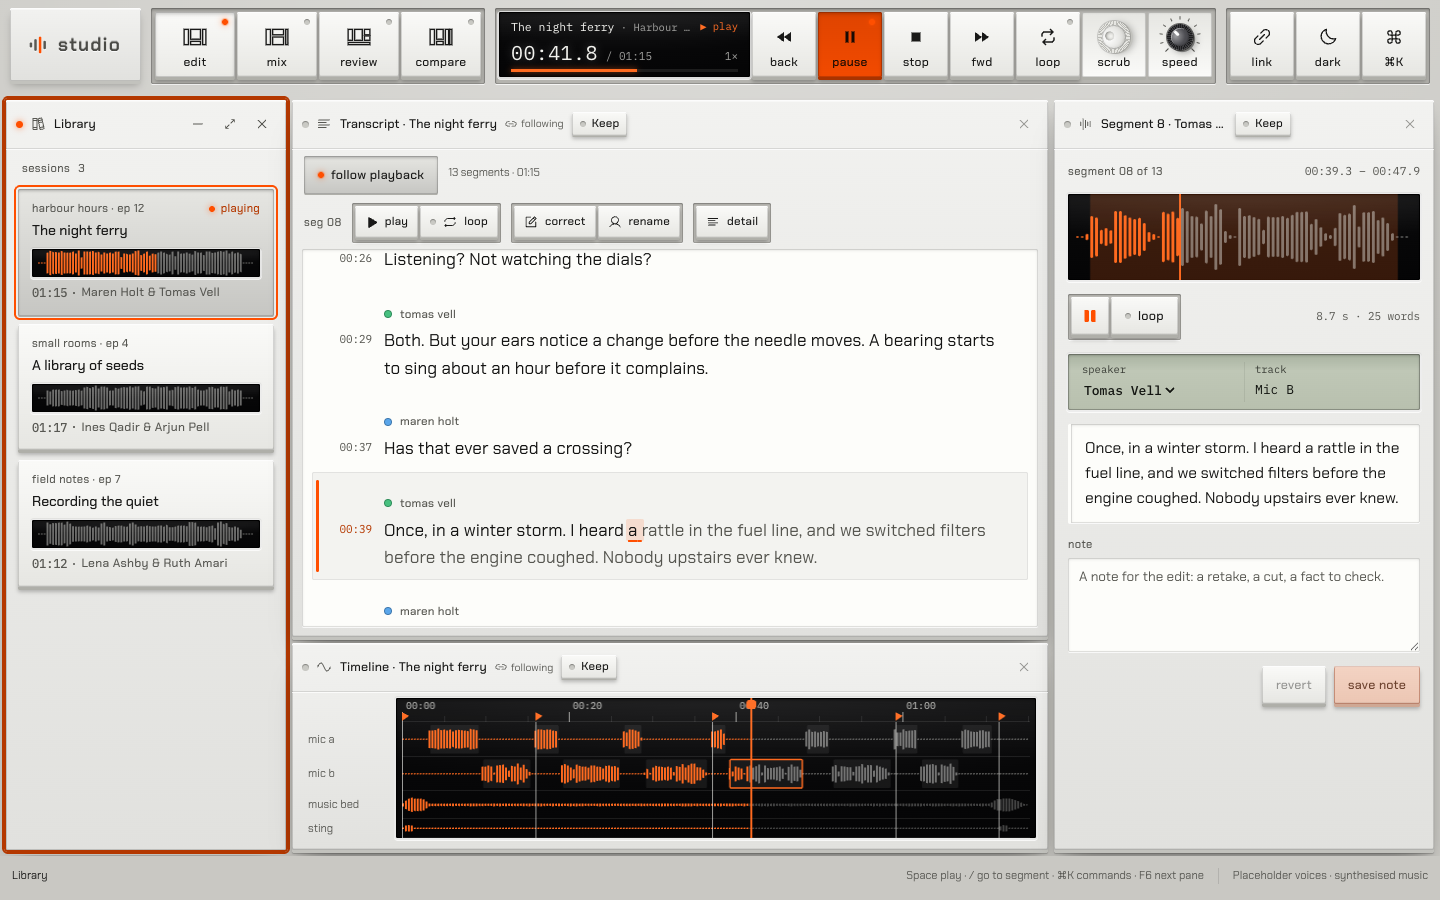 studio
edit
mix
review
compare
The night ferry · Harbour … ▶ play
00:41.8 / 01:15 1×
back
pause
stop
fwd
loop
scrub
speed
link
dark
⌘K
Library
sessions 3
harbour hours · ep 12 playing
The night ferry
01:15 · Maren Holt & Tomas Vell
small rooms · ep 4
A library of seeds
01:17 · Ines Qadir & Arjun Pell
field notes · ep 7
Recording the quiet
01:12 · Lena Ashby & Ruth Amari
Transcript · The night ferry following Keep
follow playback 13 segments · 01:15
seg 08 play loop correct rename detail
00:26 Listening? Not watching the dials?
tomas vell
00:29 Both. But your ears notice a change before the needle moves. A bearing starts
to sing about an hour before it complains.
maren holt
00:37 Has that ever saved a crossing?
tomas vell
00:39 Once, in a winter storm. I heard a rattle in the fuel line, and we switched filters
before the engine coughed. Nobody upstairs ever knew.
maren holt
Timeline · The night ferry following Keep
00:00 00:20 00:40 01:00
mic a
mic b
music bed
sting
Segment 8 · Tomas … Keep
segment 08 of 13 00:39.3 – 00:47.9
loop 8.7 s · 25 words
speaker track
Tomas Vell Mic B
Once, in a winter storm. I heard a rattle in the
fuel line, and we switched filters before the
engine coughed. Nobody upstairs ever knew.
note
A note for the edit: a retake, a cut, a fact to check.
revert save note
Library
Space play · / go to segment · ⌘K commands · F6 next pane
Placeholder voices · synthesised music